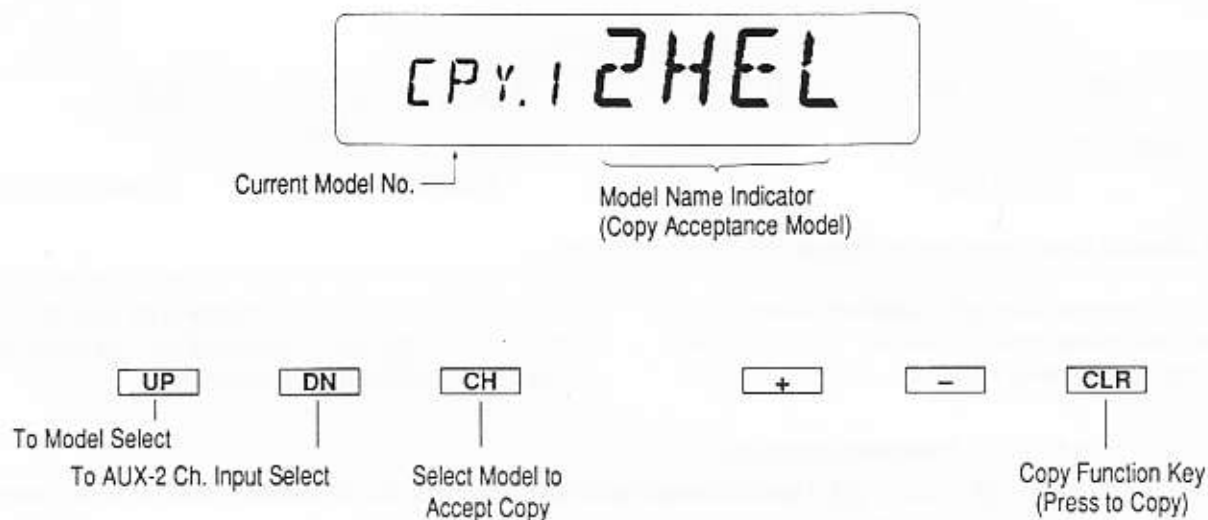 CPY.1 2HEL
Current Model No.
Model Name Indicator
(Copy Acceptance Model)
UP DN CH + − CLR
To Model Select
To AUX-2 Ch. Input Select
Select Model to
Accept Copy
Copy Function Key
(Press to Copy)